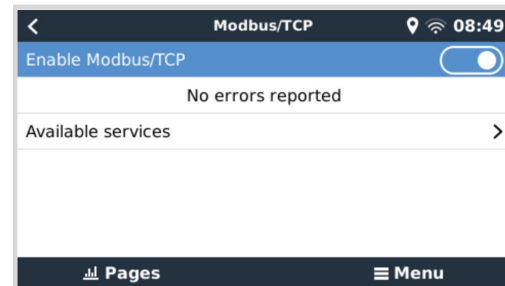 Modbus/TCP 08:49
Enable Modbus/TCP
No errors reported
Available services
Pages Menu